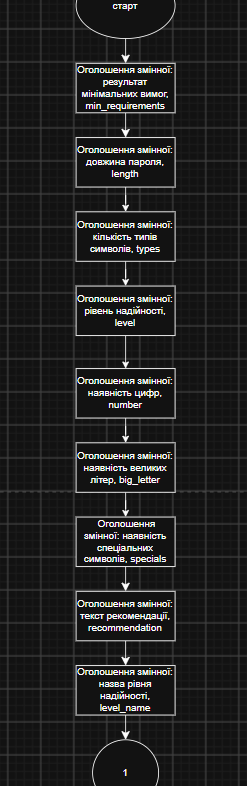 старт
Оголошення змінної:
результат
мінімальних вимог,
min_requirements
Оголошення змінної:
довжина пароля,
length
Оголошення змінної:
кількість типів
символів, types
Оголошення змінної:
рівень надійності,
level
Оголошення змінної:
наявність цифр,
number
Оголошення змінної:
наявність великих
літер, big_letter
Оголошення
змінної: наявність
спеціальних
символів, specials
Оголошення змінної:
текст рекомендації,
recommendation
Оголошення змінної:
назва рівня
надійності,
level_name
1